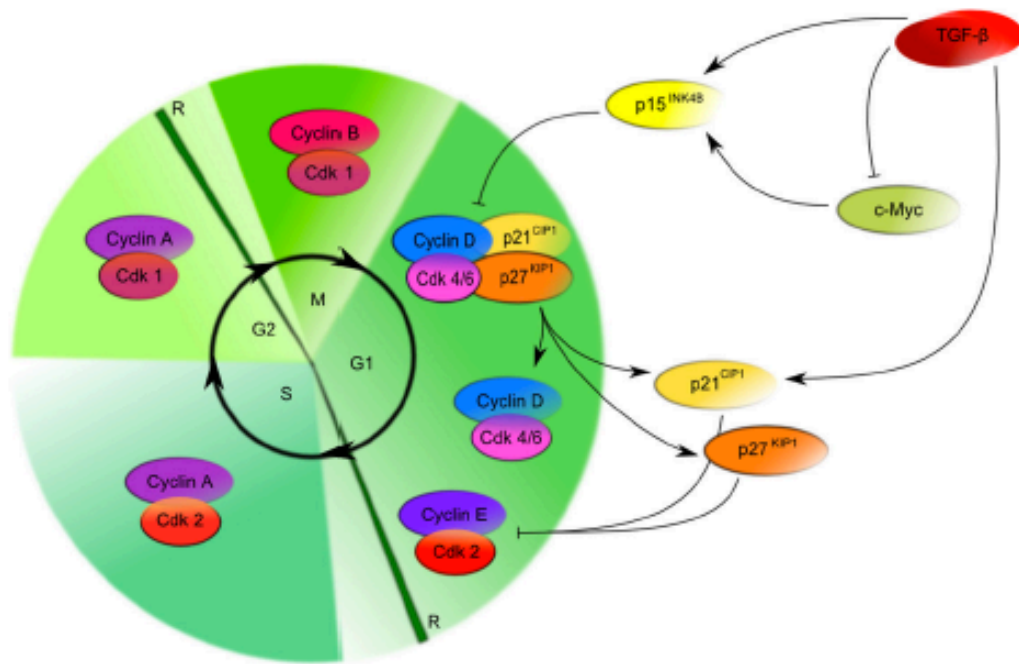 TGF-β
p15INK4B
c-Myc
R
Cyclin B
Cdk 1
Cyclin A
Cdk 1
Cyclin D
p21CIP1
Cdk 4/6
p27KIP1
M
G2
G1
S
p21CIP1
Cyclin D
Cdk 4/6
p27KIP1
Cyclin A
Cdk 2
Cyclin E
Cdk 2
R